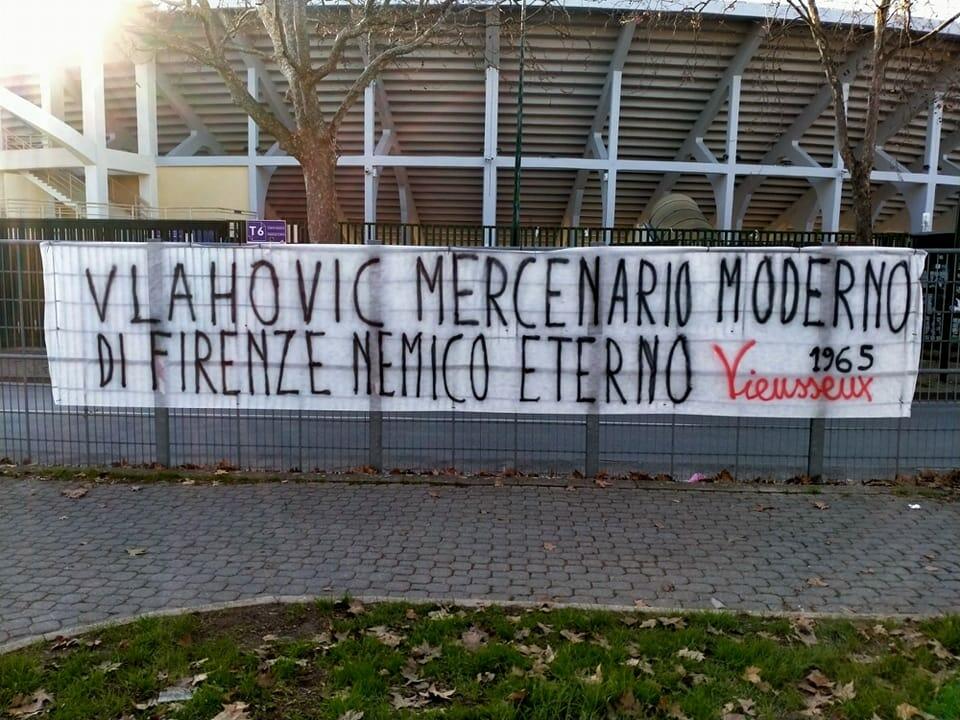 T6
VLAHOVIC MERCENARIO MODERNO
DI FIRENZE NEMICO ETERNO
1965
Vieusseux